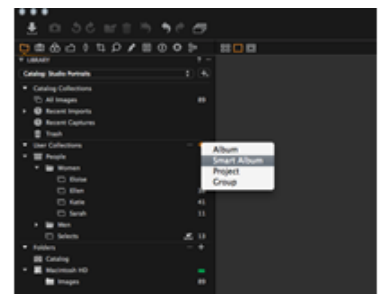 LIBRARY
Catalog: Studio Portraits
Catalog Collections
All Images 89
Recent Imports
Recent Captures
Trash
User Collections
People
Women
Eloise
Ellen
Katie 41
Sarah 11
Men
Selects 13
Folders
Catalog
Macintosh HD
Images 89
Album
Smart Album
Project
Group